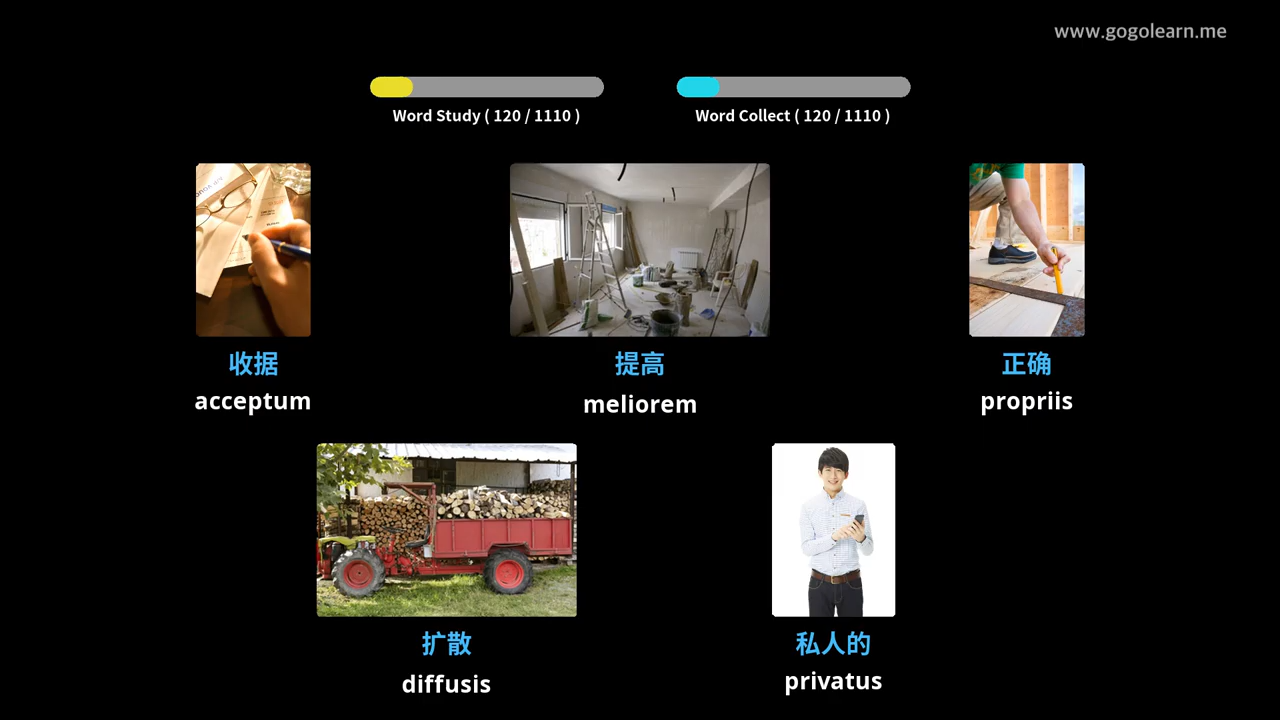 www.gogolearn.me
Word Study ( 120 / 1110 )
Word Collect ( 120 / 1110 )
收据
acceptum
提高
meliorem
正确
propriis
扩散
diffusis
私人的
privatus